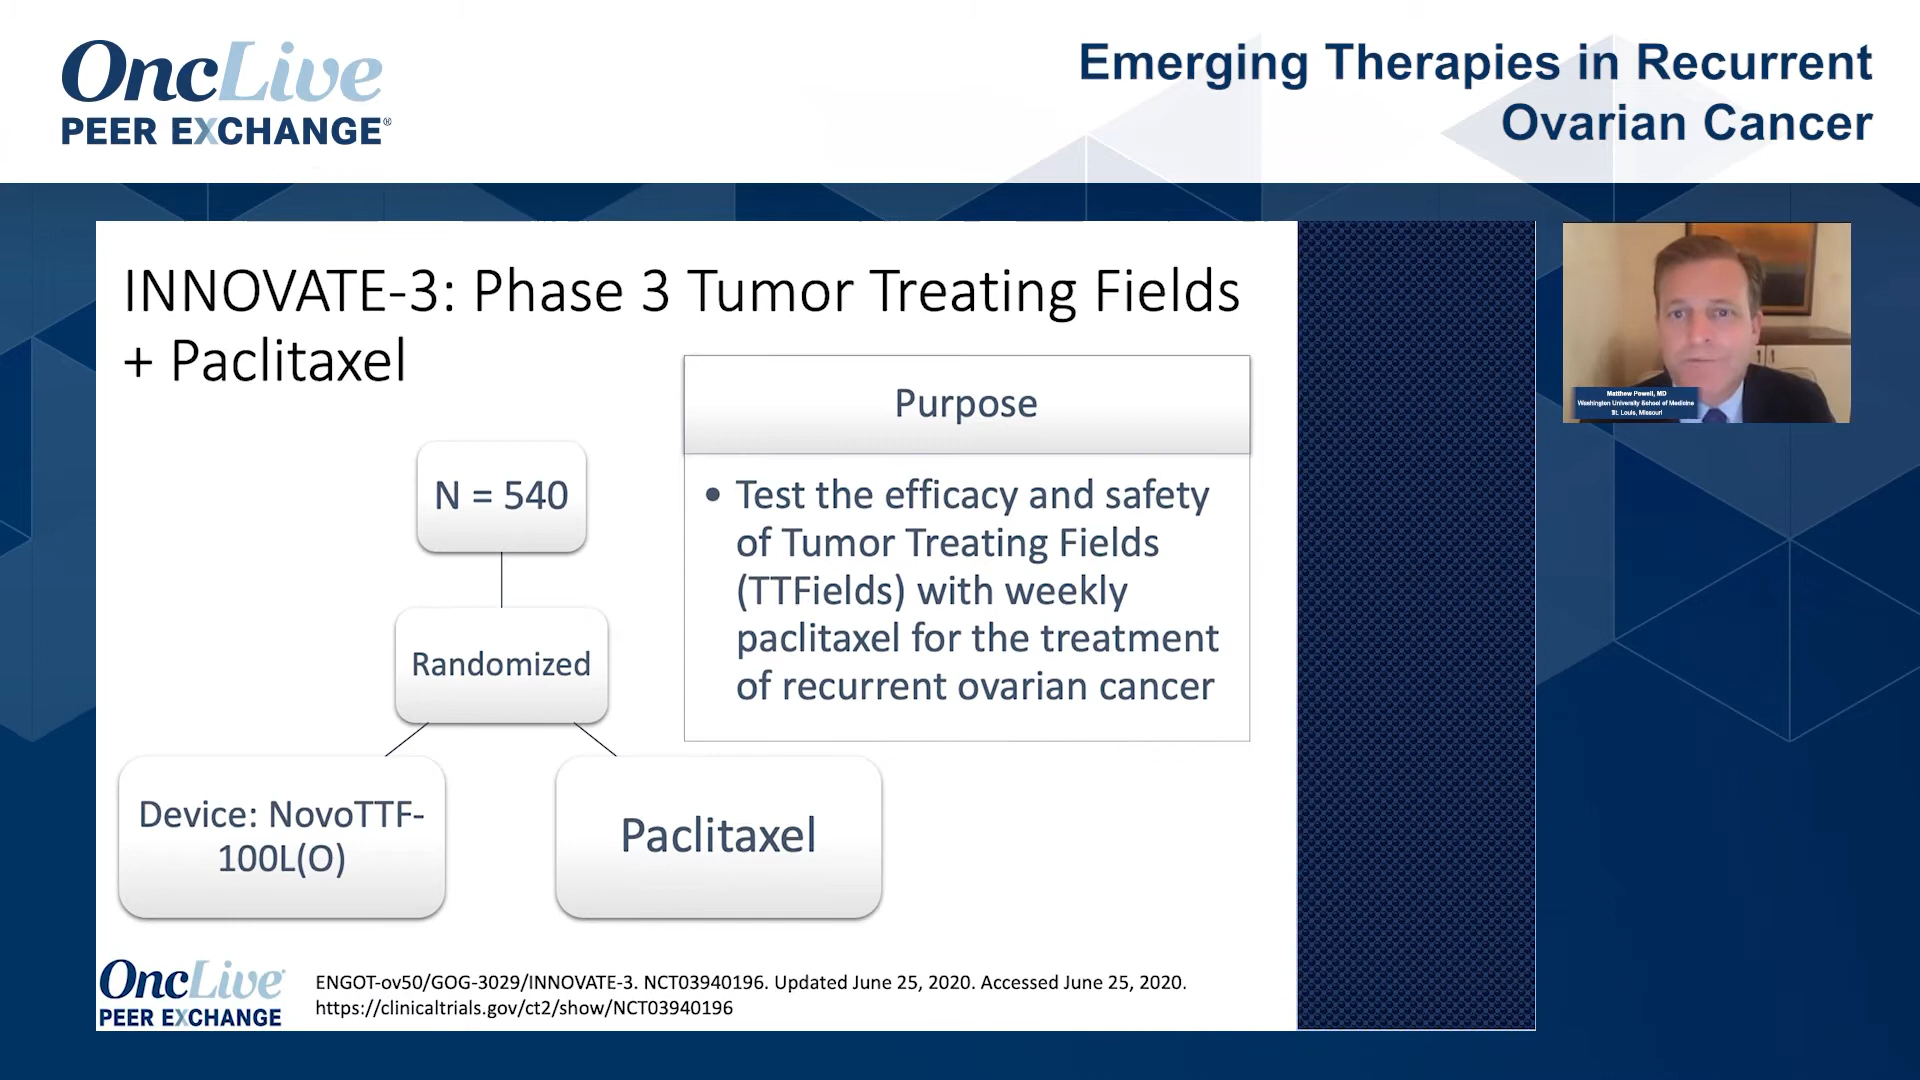 OncLive
PEER EXCHANGE®
Emerging Therapies in Recurrent
Ovarian Cancer
INNOVATE-3: Phase 3 Tumor Treating Fields
+ Paclitaxel
Purpose
• Test the efficacy and safety
of Tumor Treating Fields
(TTFields) with weekly
paclitaxel for the treatment
of recurrent ovarian cancer
N = 540
Randomized
Device: NovoTTF-
100L(O)
Paclitaxel
Matthew Powell, MD
Washington University School of Medicine
St. Louis, Missouri
OncLive
PEER EXCHANGE
ENGOT-ov50/GOG-3029/INNOVATE-3. NCT03940196. Updated June 25, 2020. Accessed June 25, 2020.
https://clinicaltrials.gov/ct2/show/NCT03940196